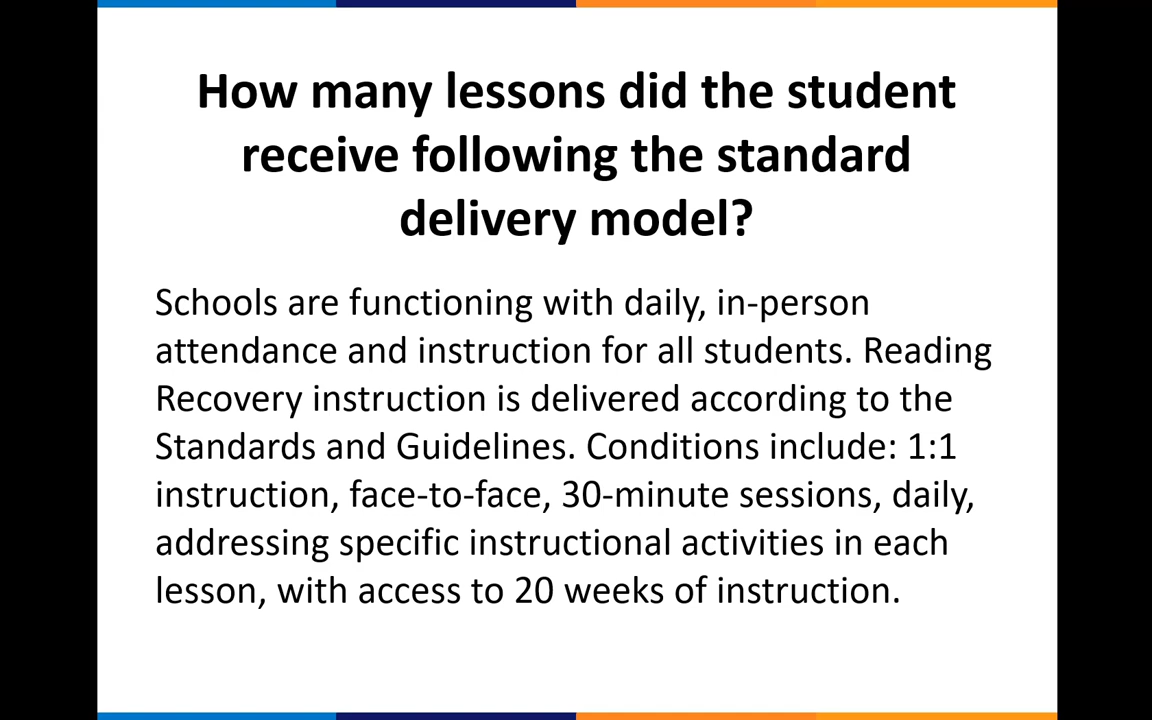 How many lessons did the student
receive following the standard
delivery model?
Schools are functioning with daily, in-person
attendance and instruction for all students. Reading
Recovery instruction is delivered according to the
Standards and Guidelines. Conditions include: 1:1
instruction, face-to-face, 30-minute sessions, daily,
addressing specific instructional activities in each
lesson, with access to 20 weeks of instruction.